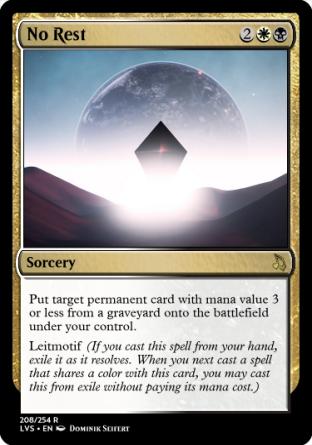 No Rest 2
Sorcery
Put target permanent card with mana value 3
or less from a graveyard onto the battlefield
under your control.
Leitmotif (If you cast this spell from your hand,
exile it as it resolves. When you next cast a spell
that shares a color with this card, you may cast
this from exile without paying its mana cost.)
208/254 R
LVS • EN Dominik Seifert